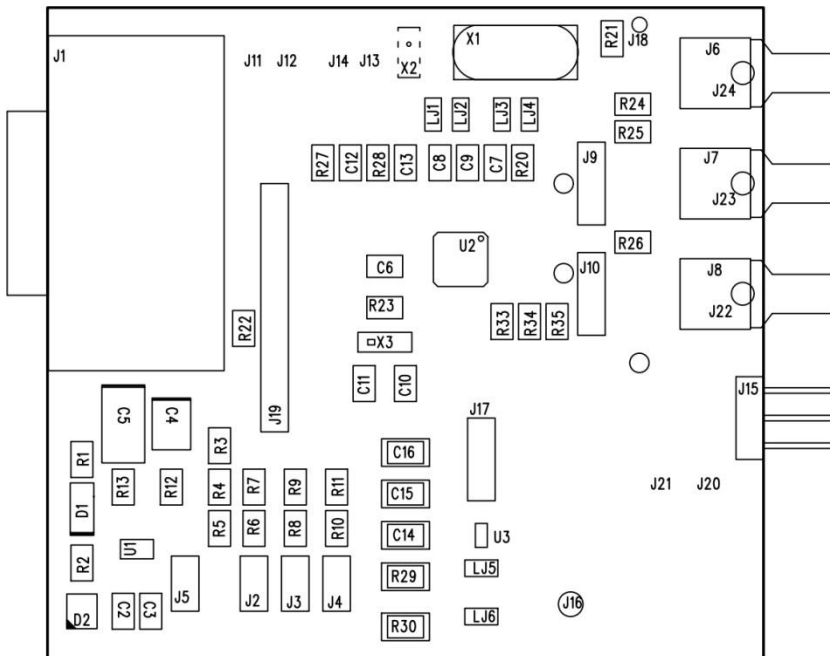 J1
J11 J12 J14 J13
X2
X1
R21
J18
J6
J24
LJ1 LJ2 LJ3 LJ4
R24
R25
R27 C12 R28 C13 C8 C9 C7 R20
J9
J7
J23
U2
R26
C6
J10
J8
J22
R23
R22
X3
R33 R34 R35
C11 C10
J19
J15
C5
C4
J17
R1
R3
C16
R13 R12 R4 R7 R9 R11
C15
J21 J20
D1
R5 R6 R8 R10
C14
U3
U1
R2
J5
J2 J3 J4
R29
LJ5
D2
C2 C3
R30
LJ6
J16